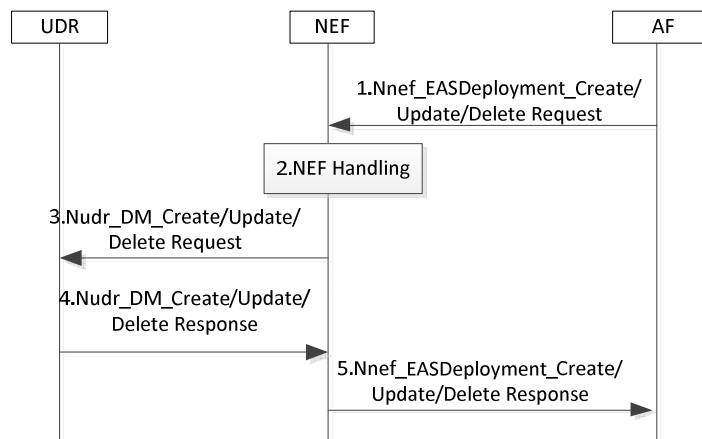 UDR
NEF
AF
1.Nnef_EASDeployment_Create/
Update/Delete Request
2.NEF Handling
3.Nudr_DM_Create/Update/
Delete Request
4.Nudr_DM_Create/Update/
Delete Response
5.Nnef_EASDeployment_Create/
Update/Delete Response